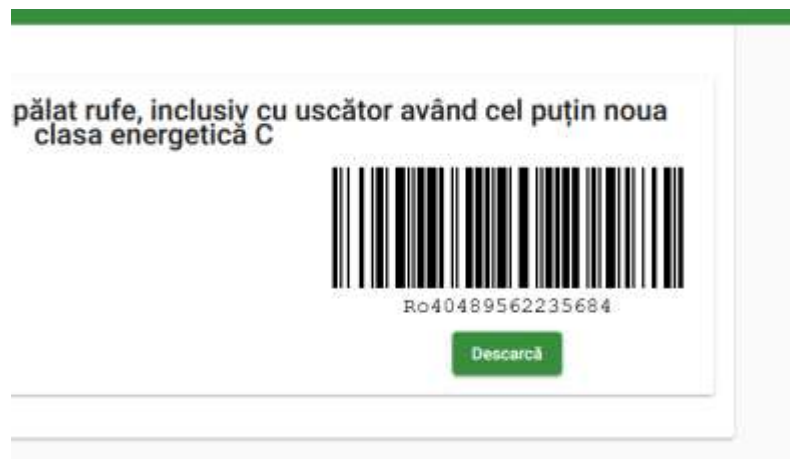 pălat rufe, inclusiv cu uscător având cel puțin noua
clasa energetică C
Ro40489562235684
Descarcă